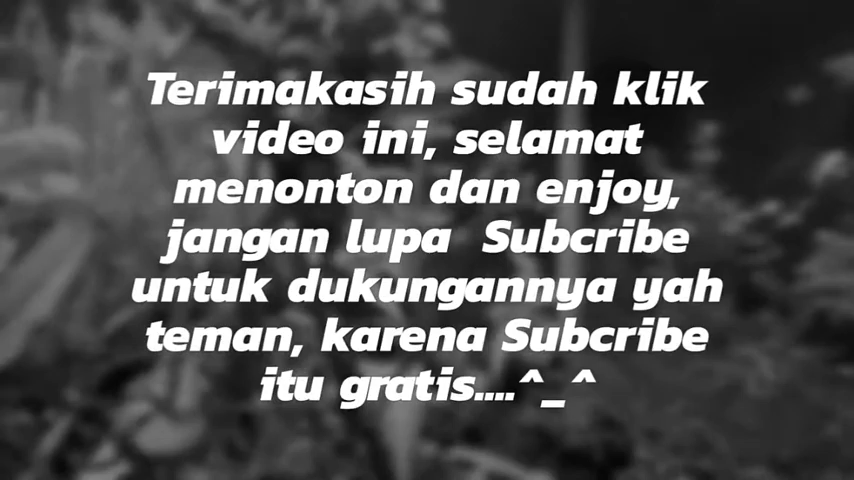 Terimakasih sudah klik
video ini, selamat
menonton dan enjoy,
jangan lupa  Subcribe
untuk dukungannya yah
teman, karena Subcribe
itu gratis....^_^